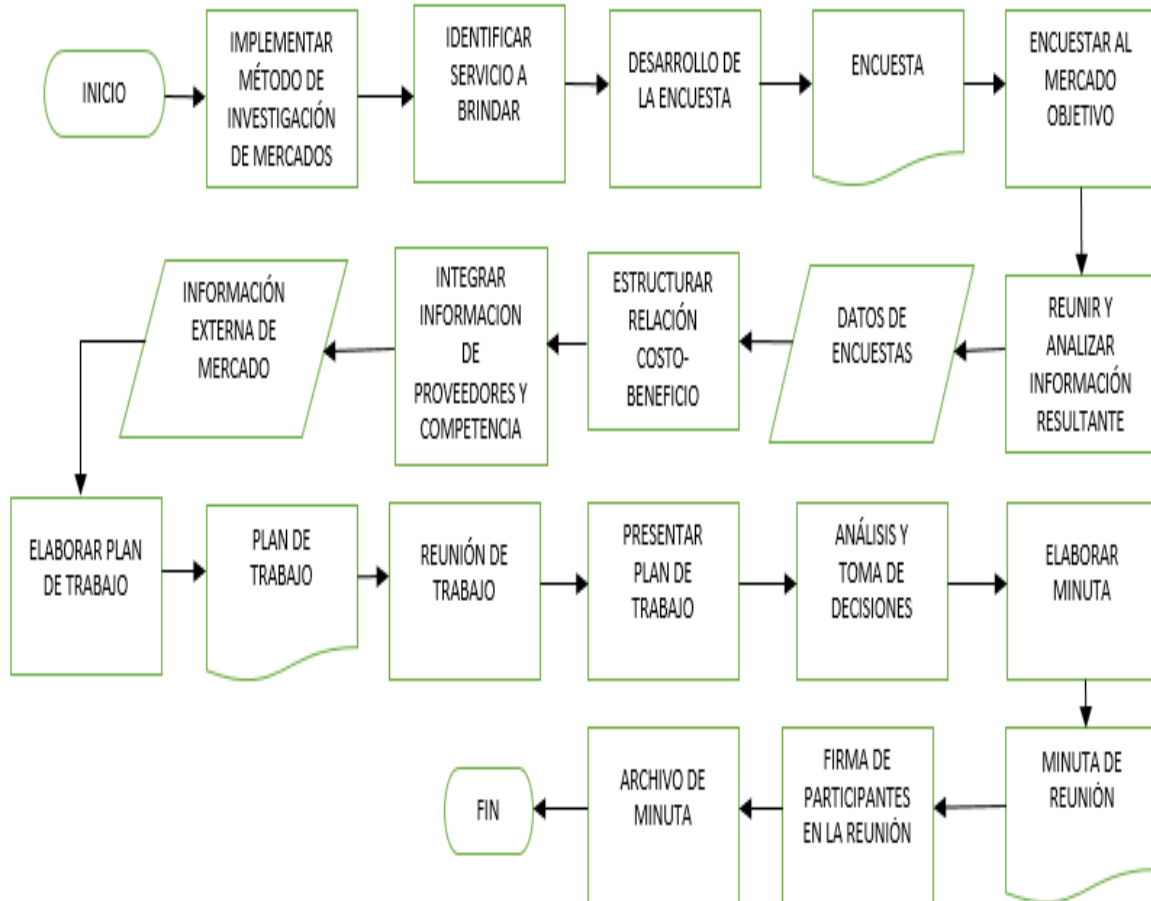 INICIO
IMPLEMENTAR
MÉTODO DE
INVESTIGACIÓN
DE MERCADOS
IDENTIFICAR
SERVICIO A
BRINDAR
DESARROLLO DE
LA ENCUESTA
ENCUESTA
ENCUESTAR AL
MERCADO
OBJETIVO
REUNIR Y
ANALIZAR
INFORMACIÓN
RESULTANTE
DATOS DE
ENCUESTAS
ESTRUCTURAR
RELACIÓN
COSTO-
BENEFICIO
INTEGRAR
INFORMACION
DE
PROVEEDORES Y
COMPETENCIA
INFORMACIÓN
EXTERNA DE
MERCADO
ELABORAR PLAN
DE TRABAJO
PLAN DE
TRABAJO
REUNIÓN DE
TRABAJO
PRESENTAR
PLAN DE
TRABAJO
ANÁLISIS Y
TOMA DE
DECISIONES
ELABORAR
MINUTA
MINUTA DE
REUNIÓN
FIRMA DE
PARTICIPANTES
EN LA REUNIÓN
ARCHIVO DE
MINUTA
FIN